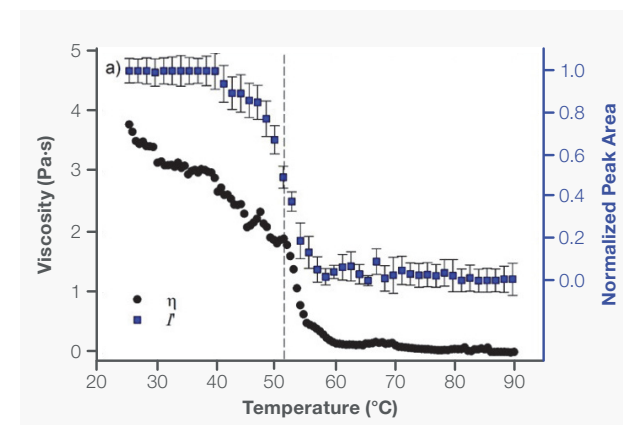 a)
5
4
3
2
1
0
Viscosity (Pa·s)
1.0
0.8
0.6
0.4
0.2
0.0
Normalized Peak Area
η
I'
20 30 40 50 60 70 80 90
Temperature (°C)